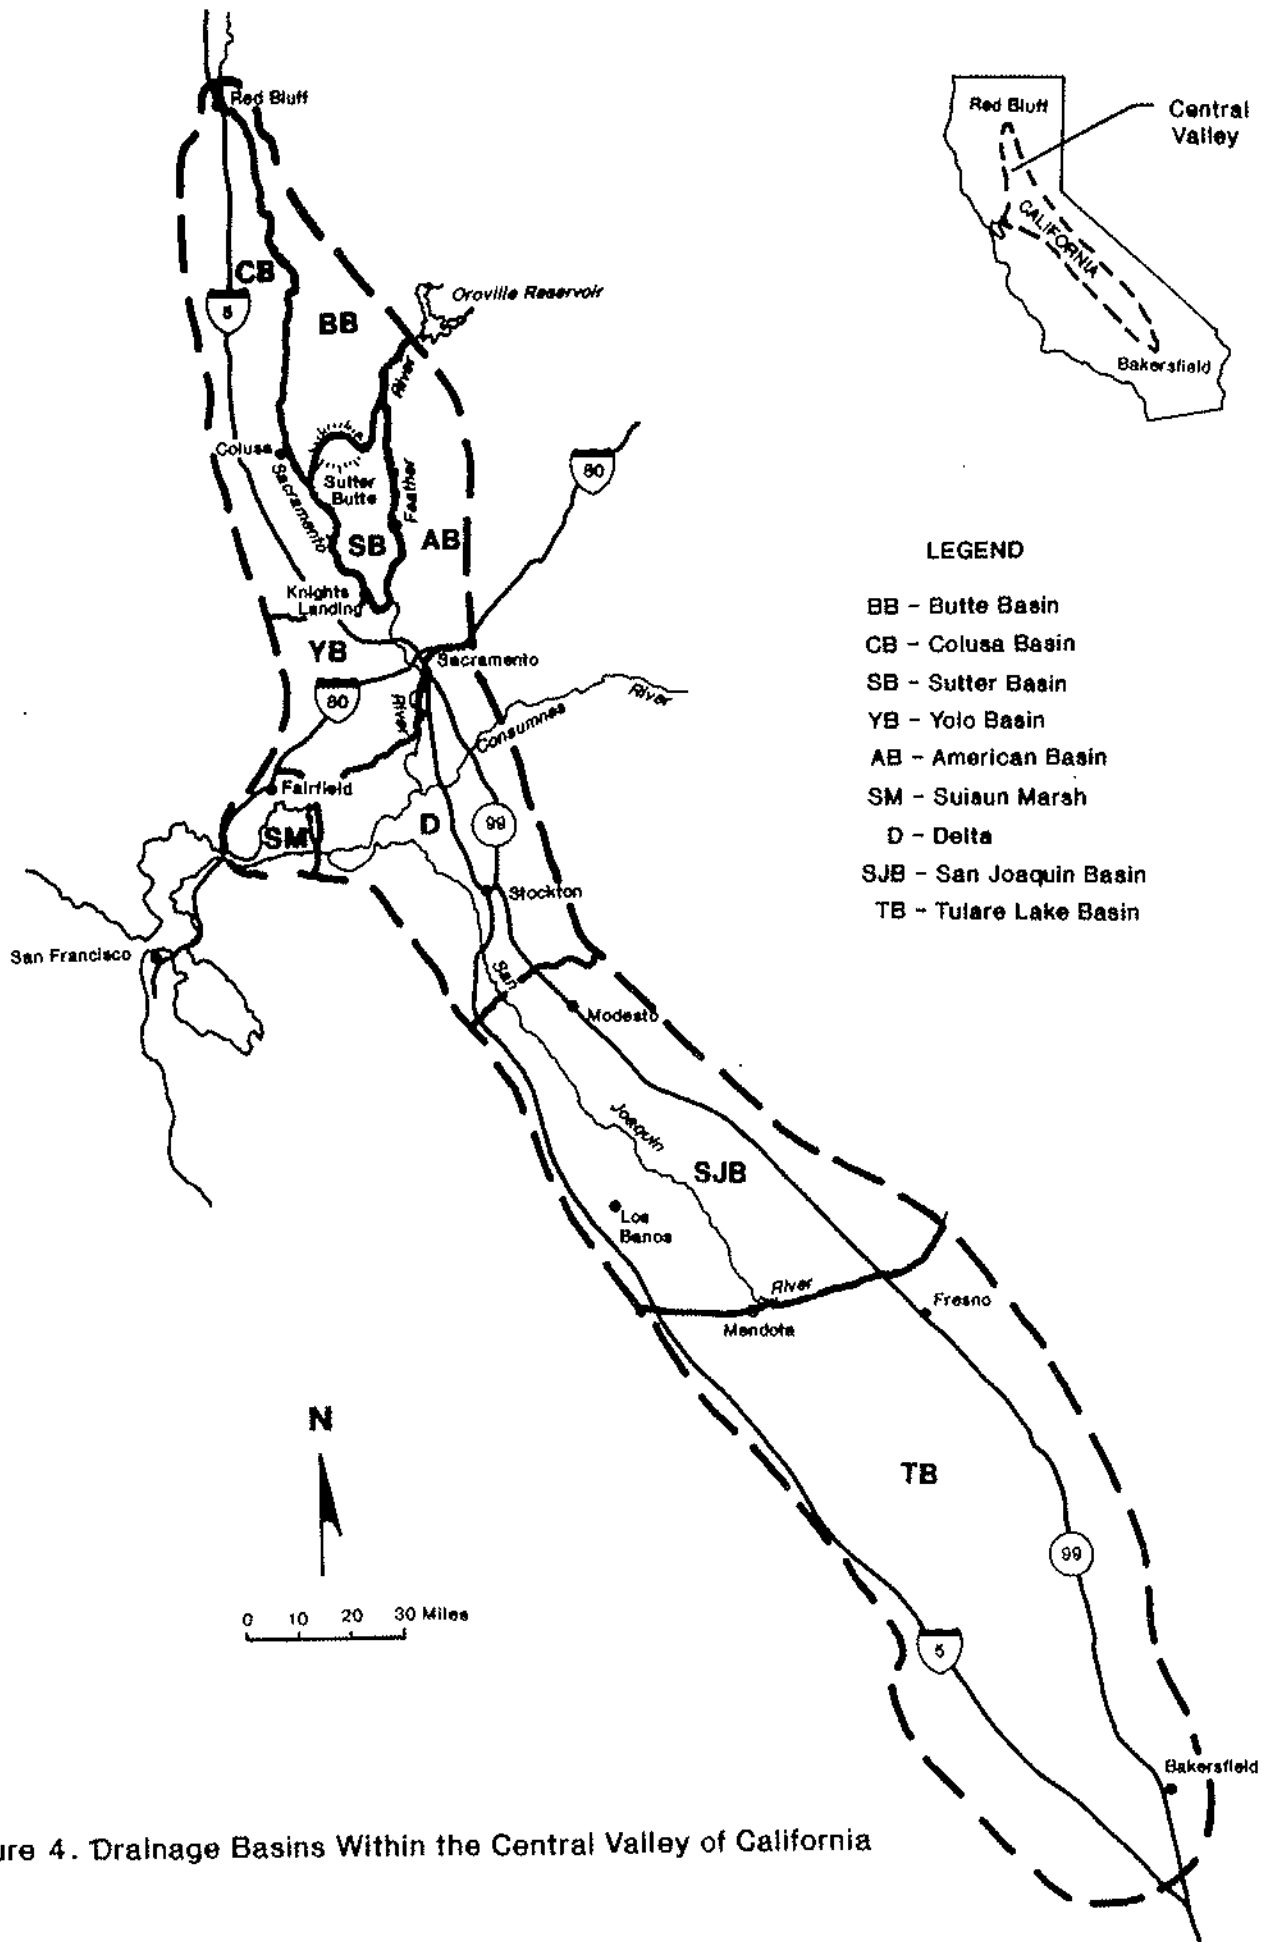 Red Bluff
Red Bluff
Central
Valley
CALIFORNIA
Bakersfield
CB
5
BB
Oroville Reservoir
River
Colusa
Sacramento
Sutter
Butte
Feather
80
SB
AB
Knights
Landing
YB
Sacramento
80
River
Consumnes
River
Fairfield
SM
D
99
Stockton
San Francisco
San
Modesto
Joaquin
SJB
Los
Banos
River
Mendota
Fresno
TB
99
5
Bakersfield
LEGEND
BB - Butte Basin
CB - Colusa Basin
SB - Sutter Basin
YB - Yolo Basin
AB - American Basin
SM - Suisun Marsh
D - Delta
SJB - San Joaquin Basin
TB - Tulare Lake Basin
N
0 10 20 30 Miles
ure 4. Drainage Basins Within the Central Valley of California